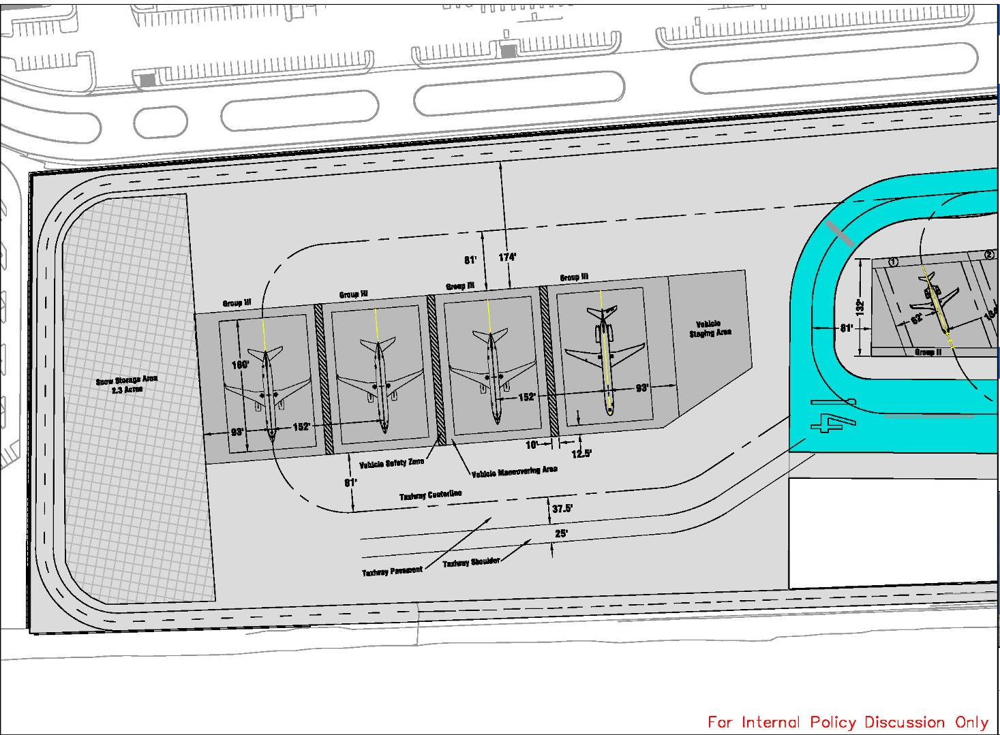 81'
174'
Group III
Group III
Group III
Group III
1
2
132'
62'
81'
Group II
Vehicle
Staging Area
160'
Snow Storage Area
2.3 Acres
152'
93'
93'
152'
10'
12.5'
Vehicle Safety Zone
Vehicle Maneuvering Area
81'
Taxiway Centerline
37.5'
25'
Taxiway Pavement
Taxiway Shoulder
For Internal Policy Discussion Only